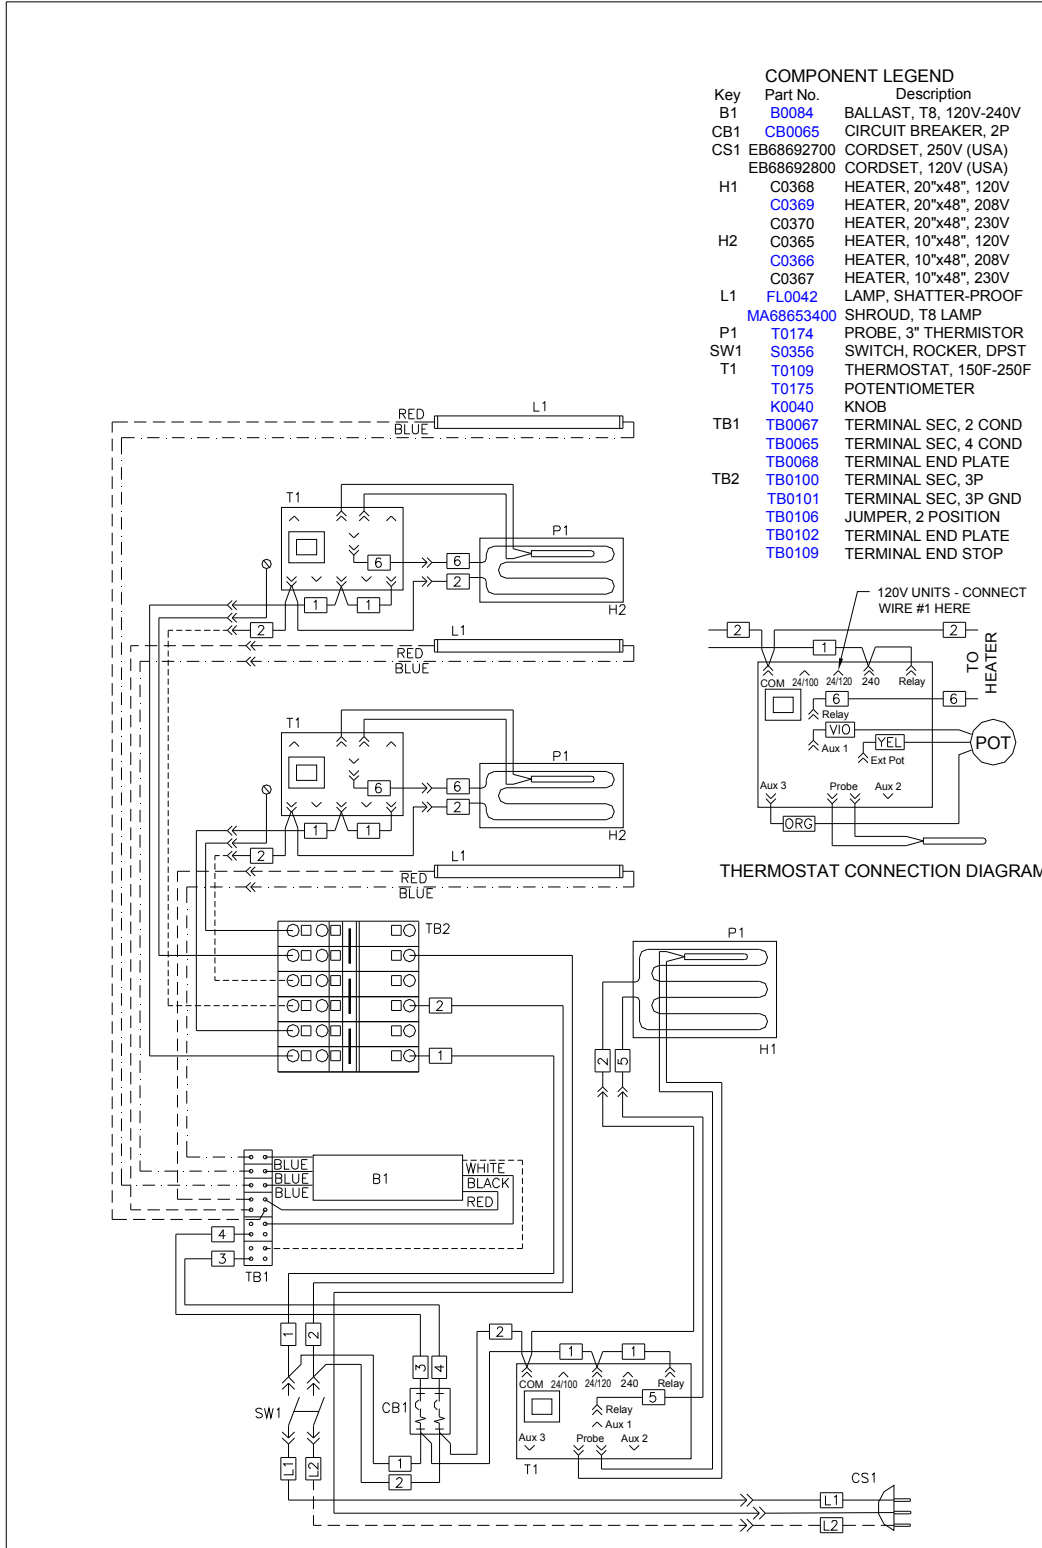 COMPONENT LEGEND
Key Part No. Description
B1 B0084 BALLAST, T8, 120V-240V
CB1 CB0065 CIRCUIT BREAKER, 2P
CS1 EB68692700 CORDSET, 250V (USA)
EB68692800 CORDSET, 120V (USA)
H1 C0368 HEATER, 20"x48", 120V
C0369 HEATER, 20"x48", 208V
C0370 HEATER, 20"x48", 230V
H2 C0365 HEATER, 10"x48", 120V
C0366 HEATER, 10"x48", 208V
C0367 HEATER, 10"x48", 230V
L1 FL0042 LAMP, SHATTER-PROOF
MA68653400 SHROUD, T8 LAMP
P1 T0174 PROBE, 3" THERMISTOR
SW1 S0356 SWITCH, ROCKER, DPST
T1 T0109 THERMOSTAT, 150F-250F
T0175 POTENTIOMETER
K0040 KNOB
TB1 TB0067 TERMINAL SEC, 2 COND
TB0065 TERMINAL SEC, 4 COND
TB0068 TERMINAL END PLATE
TB2 TB0100 TERMINAL SEC, 3P
TB0101 TERMINAL SEC, 3P GND
TB0106 JUMPER, 2 POSITION
TB0102 TERMINAL END PLATE
TB0109 TERMINAL END STOP
RED L1
BLUE
T1
P1
6 6
2
1 1
H2
2
L1
RED
BLUE
120V UNITS - CONNECT
WIRE #1 HERE
2 2
1
TO HEATER
COM 24/100 24/120 240 Relay
6 6
Relay
VIO
Aux 1
YEL
POT
Ext Pot
Aux 3 Probe Aux 2
ORG
THERMOSTAT CONNECTION DIAGRAM
T1
P1
6 6
2
1 1
H2
2
L1
RED
BLUE
TB2
2
1
P1
2 5
H1
BLUE
BLUE
BLUE
B1
WHITE
BLACK
RED
4
3
TB1
1 2
3 4
2
1 1
COM 24/100 24/120 240 Relay
5
Relay
Aux 1
Aux 3 Probe Aux 2
T1
SW1
CB1
1
2
L1 L2
CS1
L1
L2